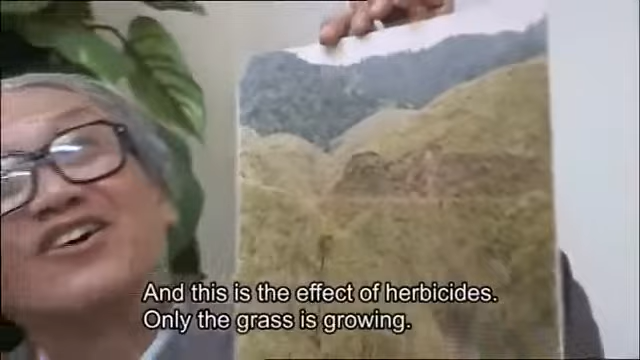 And this is the effect of herbicides.
Only the grass is growing.